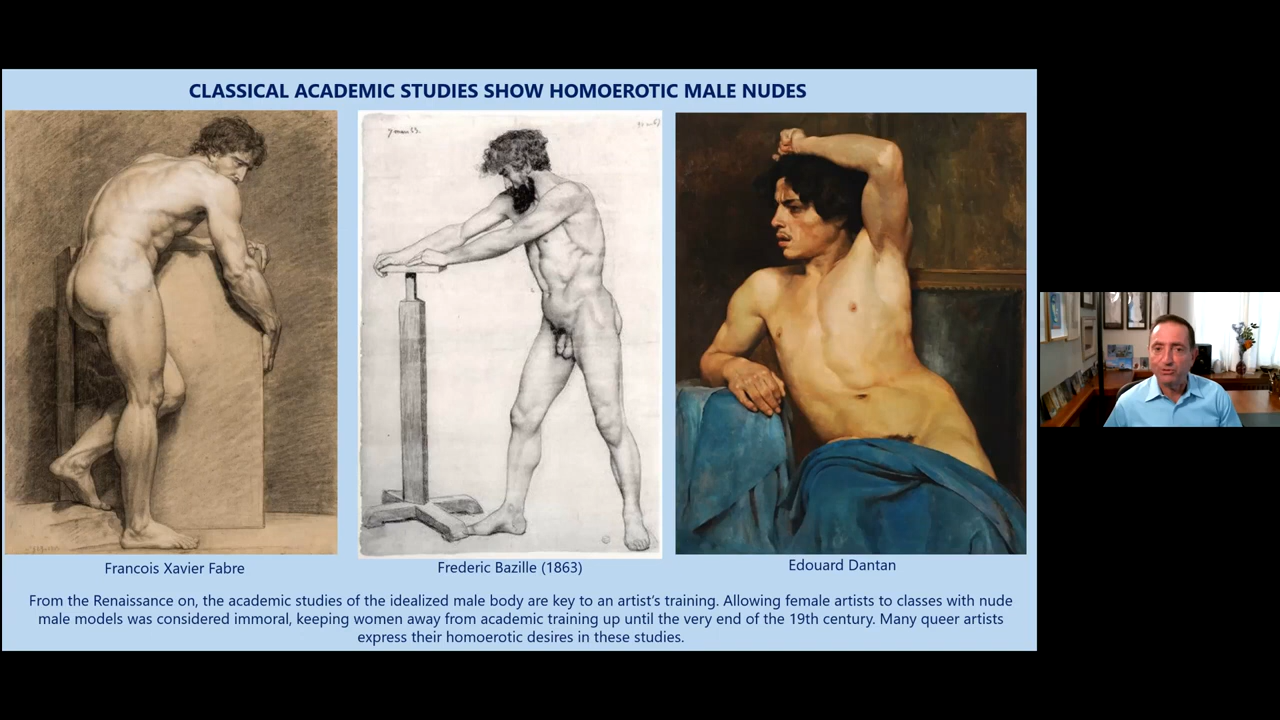 CLASSICAL ACADEMIC STUDIES SHOW HOMOEROTIC MALE NUDES
Francois Xavier Fabre
Frederic Bazille (1863)
Edouard Dantan
From the Renaissance on, the academic studies of the idealized male body are key to an artist's training. Allowing female artists to classes with nude
male models was considered immoral, keeping women away from academic training up until the very end of the 19th century. Many queer artists
express their homoerotic desires in these studies.